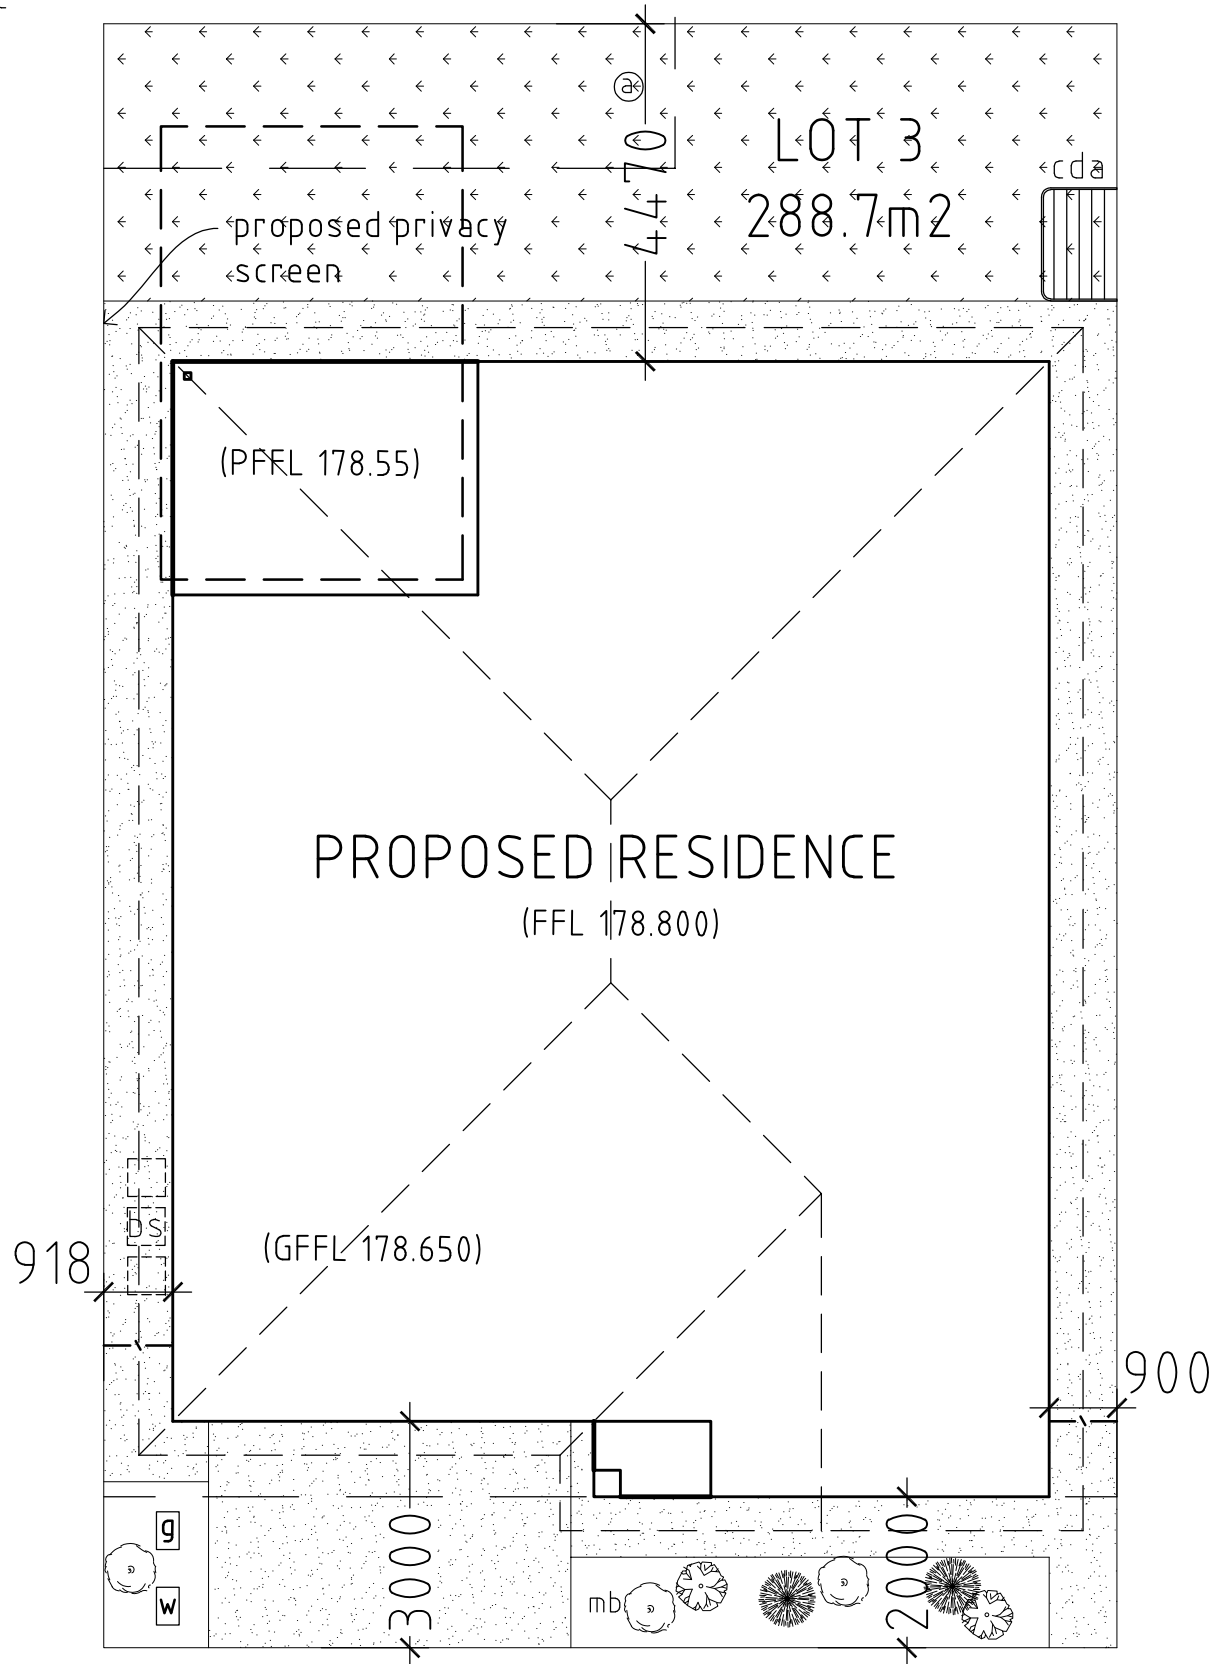 a
4470
LOT 3
288.7m2
cda
proposed privacy
screen
(PFFL 178.55)
PROPOSED RESIDENCE
(FFL 178.800)
DS
(GFFL 178.650)
918
900
g
w
3000
mb
2000